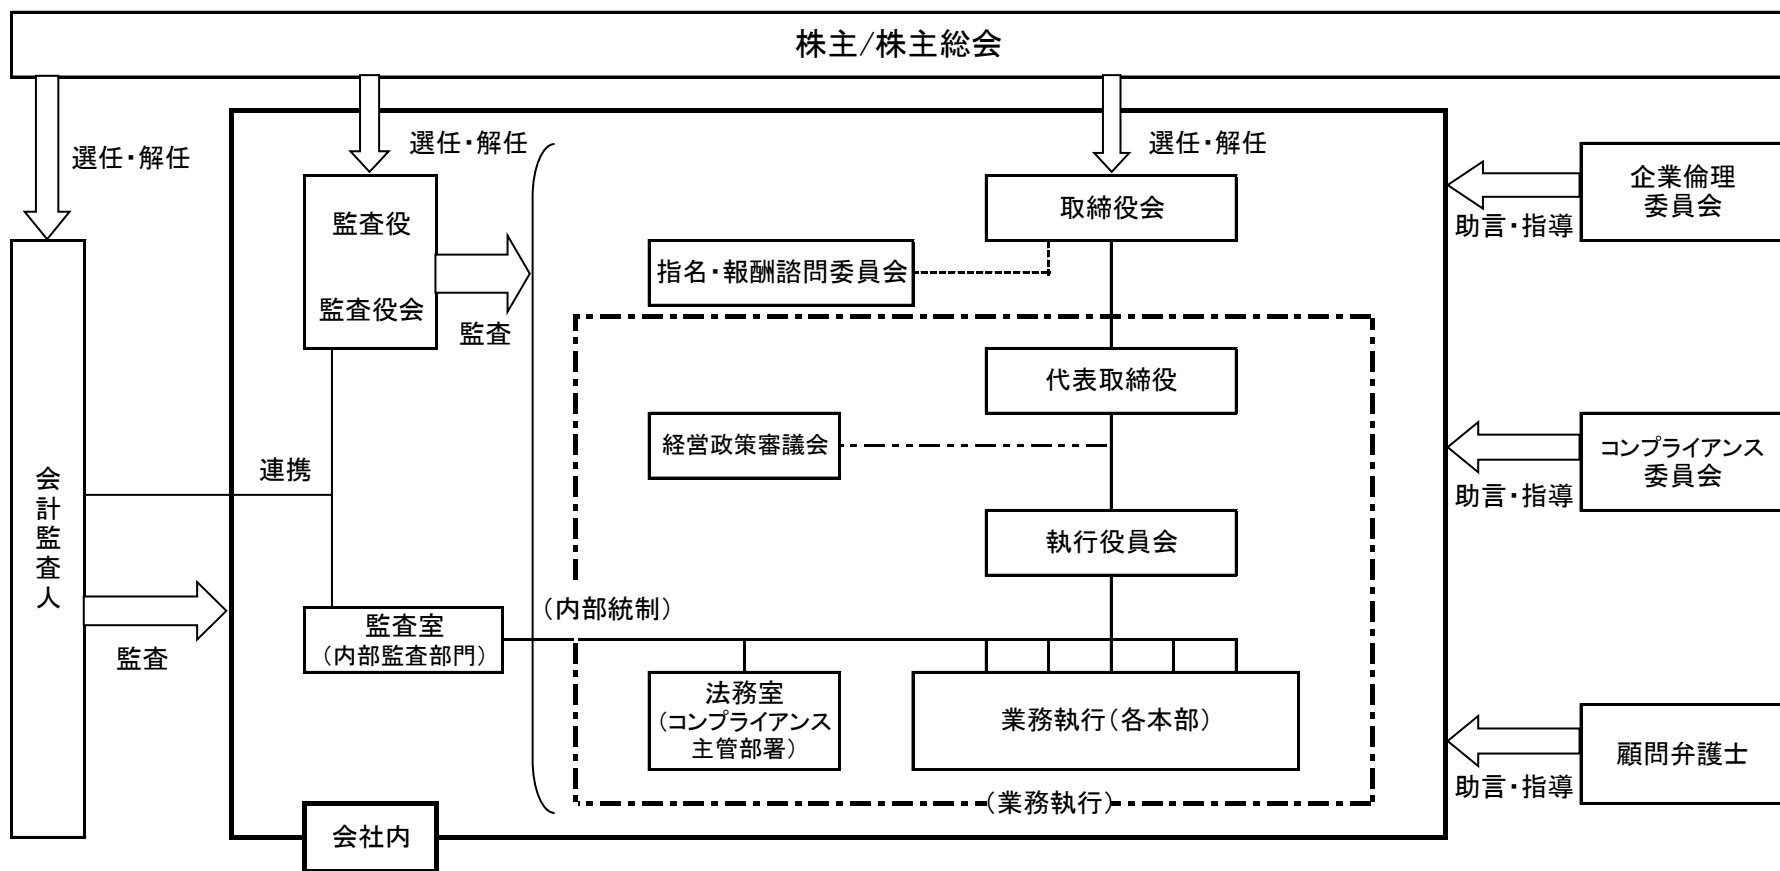 株主/株主総会
選任・解任
選任・解任
選任・解任
監査役
監査役会
監査
取締役会
指名・報酬諮問委員会
代表取締役
経営政策審議会
執行役員会
連携
会計監査人
監査
監査室
(内部監査部門)
(内部統制)
法務室
(コンプライアンス
主管部署)
業務執行(各本部)
(業務執行)
会社内
企業倫理
委員会
助言・指導
コンプライアンス
委員会
助言・指導
顧問弁護士
助言・指導